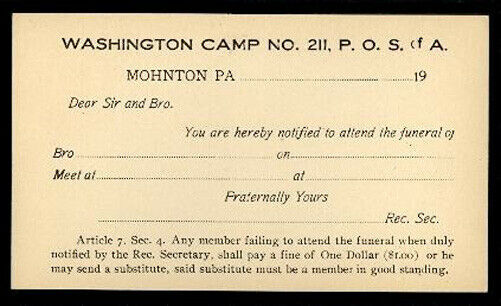 WASHINGTON CAMP NO. 211, P. O. S. of A.
MOHNTON PA ........................ 19
Dear Sir and Bro.
You are hereby notified to attend the funeral of
Bro ........................ on ........................
Meet at ........................ at ........................
Fraternally Yours
........................ Rec. Sec.
Article 7. Sec. 4. Any member failing to attend the funeral when duly
notified by the Rec. Secretary, shall pay a fine of One Dollar ($1.00) or he
may send a substitute, said substitute must be a member in good standing.